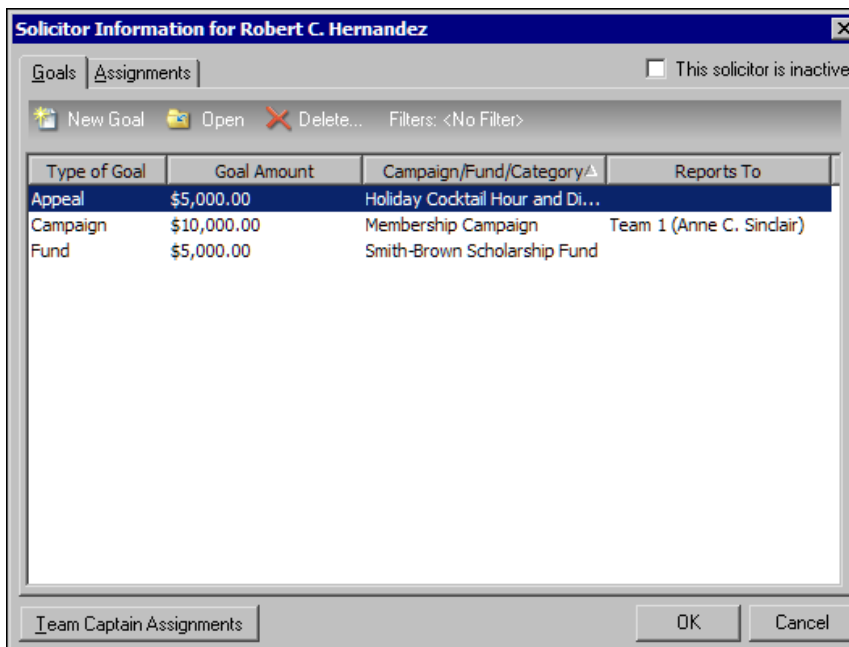 Solicitor Information for Robert C. Hernandez
Goals Assignments This solicitor is inactive
New Goal Open Delete... Filters: <No Filter>
Type of Goal Goal Amount Campaign/Fund/Category Reports To
Appeal $5,000.00 Holiday Cocktail Hour and Di...
Campaign $10,000.00 Membership Campaign Team 1 (Anne C. Sinclair)
Fund $5,000.00 Smith-Brown Scholarship Fund
Team Captain Assignments OK Cancel